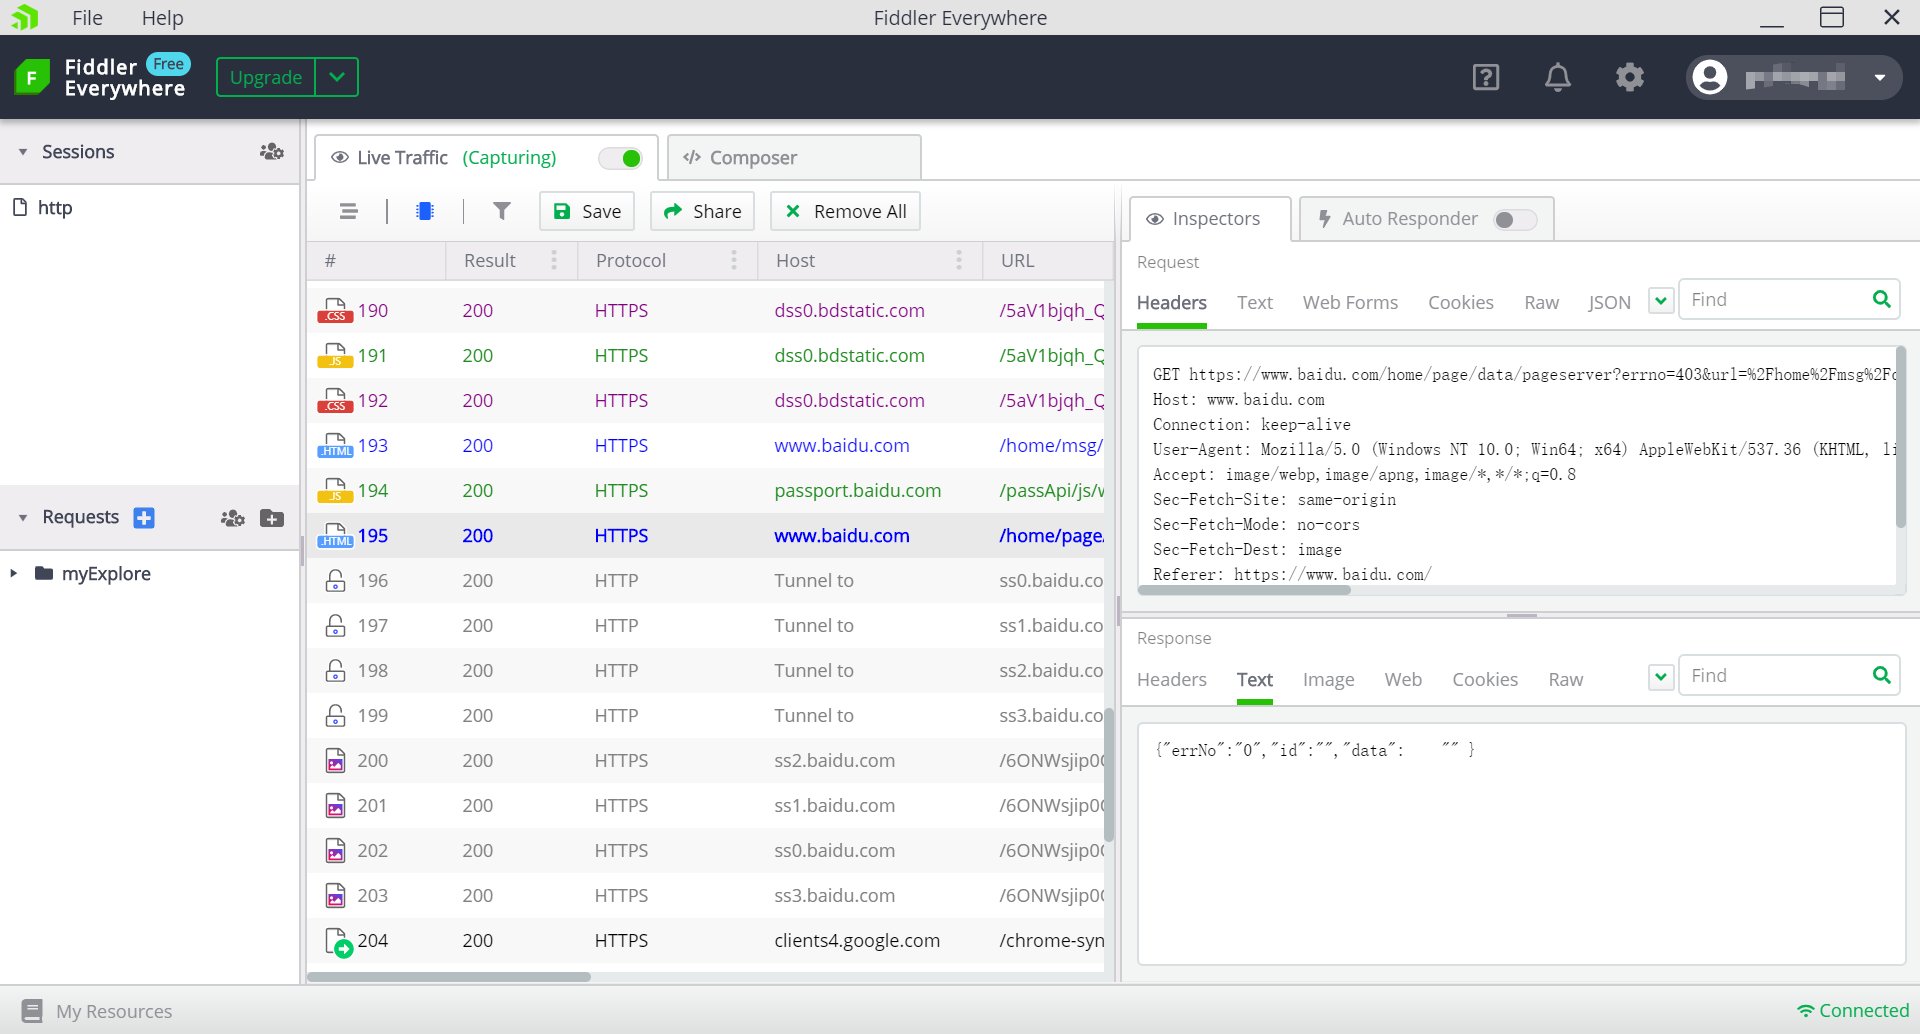 File Help Fiddler Everywhere
F Fiddler Everywhere Free Upgrade
Sessions
http
Requests
myExplore
Live Traffic (Capturing) Composer
Save Share Remove All
# Result Protocol Host URL
.CSS 190 200 HTTPS dss0.bdstatic.com /5aV1bjqh_Q
JS 191 200 HTTPS dss0.bdstatic.com /5aV1bjqh_Q
.CSS 192 200 HTTPS dss0.bdstatic.com /5aV1bjqh_Q
.HTML 193 200 HTTPS www.baidu.com /home/msg/
JS 194 200 HTTPS passport.baidu.com /passApi/js/
.HTML 195 200 HTTPS www.baidu.com /home/page
196 200 HTTP Tunnel to ss0.baidu.co
197 200 HTTP Tunnel to ss1.baidu.co
198 200 HTTP Tunnel to ss2.baidu.co
199 200 HTTP Tunnel to ss3.baidu.co
200 200 HTTPS ss2.baidu.com /6ONWsjip0
201 200 HTTPS ss1.baidu.com /6ONWsjip0
202 200 HTTPS ss0.baidu.com /6ONWsjip0
203 200 HTTPS ss3.baidu.com /6ONWsjip0
204 200 HTTPS clients4.google.com /chrome-syn
Inspectors Auto Responder
Request
Headers Text Web Forms Cookies Raw JSON Find
GET https://www.baidu.com/home/page/data/pageserver?errno=403&url=%2Fhome%2Fmsg%2F
Host: www.baidu.com
Connection: keep-alive
User-Agent: Mozilla/5.0 (Windows NT 10.0; Win64; x64) AppleWebKit/537.36 (KHTML, li
Accept: image/webp,image/apng,image/*,*/*;q=0.8
Sec-Fetch-Site: same-origin
Sec-Fetch-Mode: no-cors
Sec-Fetch-Dest: image
Referer: https://www.baidu.com/
Response
Headers Text Image Web Cookies Raw Find
{"errNo":"0","id":"","data":    "" }
My Resources Connected